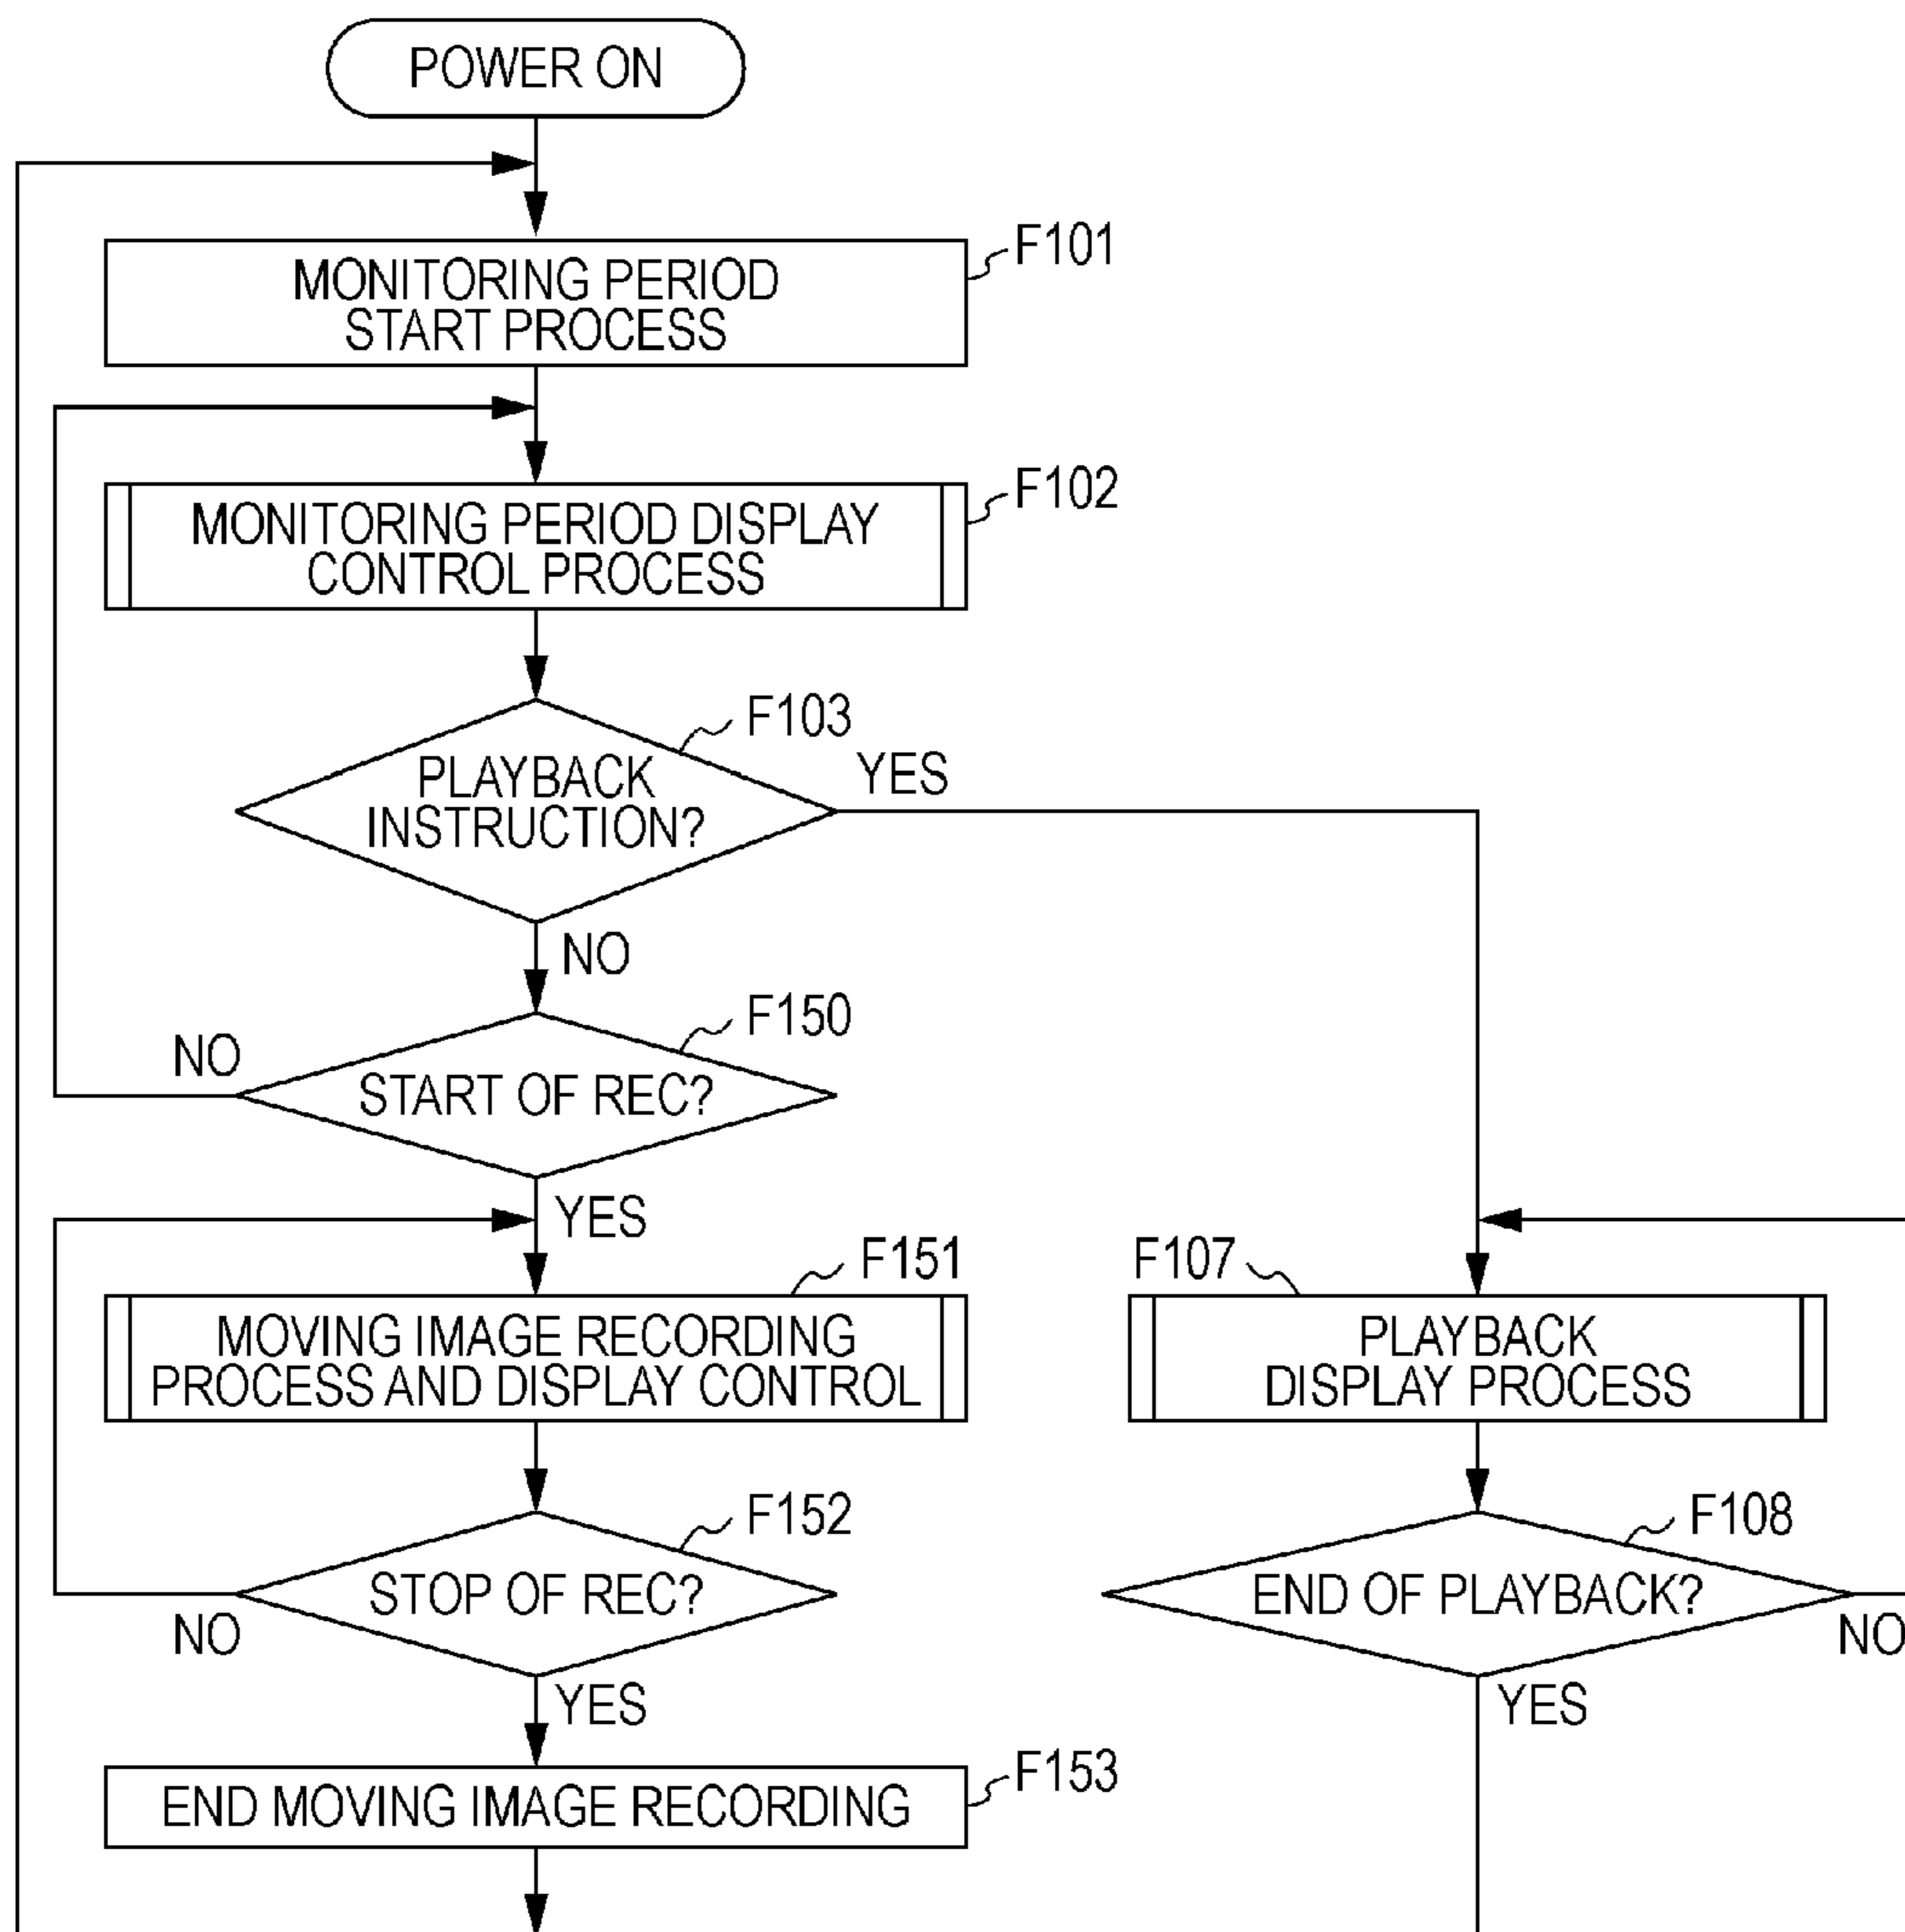 POWER ON
F101
MONITORING PERIOD
START PROCESS
F102
MONITORING PERIOD DISPLAY
CONTROL PROCESS
F103
PLAYBACK
INSTRUCTION?
YES
NO
F150
NO
START OF REC?
YES
F151
MOVING IMAGE RECORDING
PROCESS AND DISPLAY CONTROL
F107
PLAYBACK
DISPLAY PROCESS
F152
STOP OF REC?
NO
YES
F108
END OF PLAYBACK?
NO
YES
F153
END MOVING IMAGE RECORDING